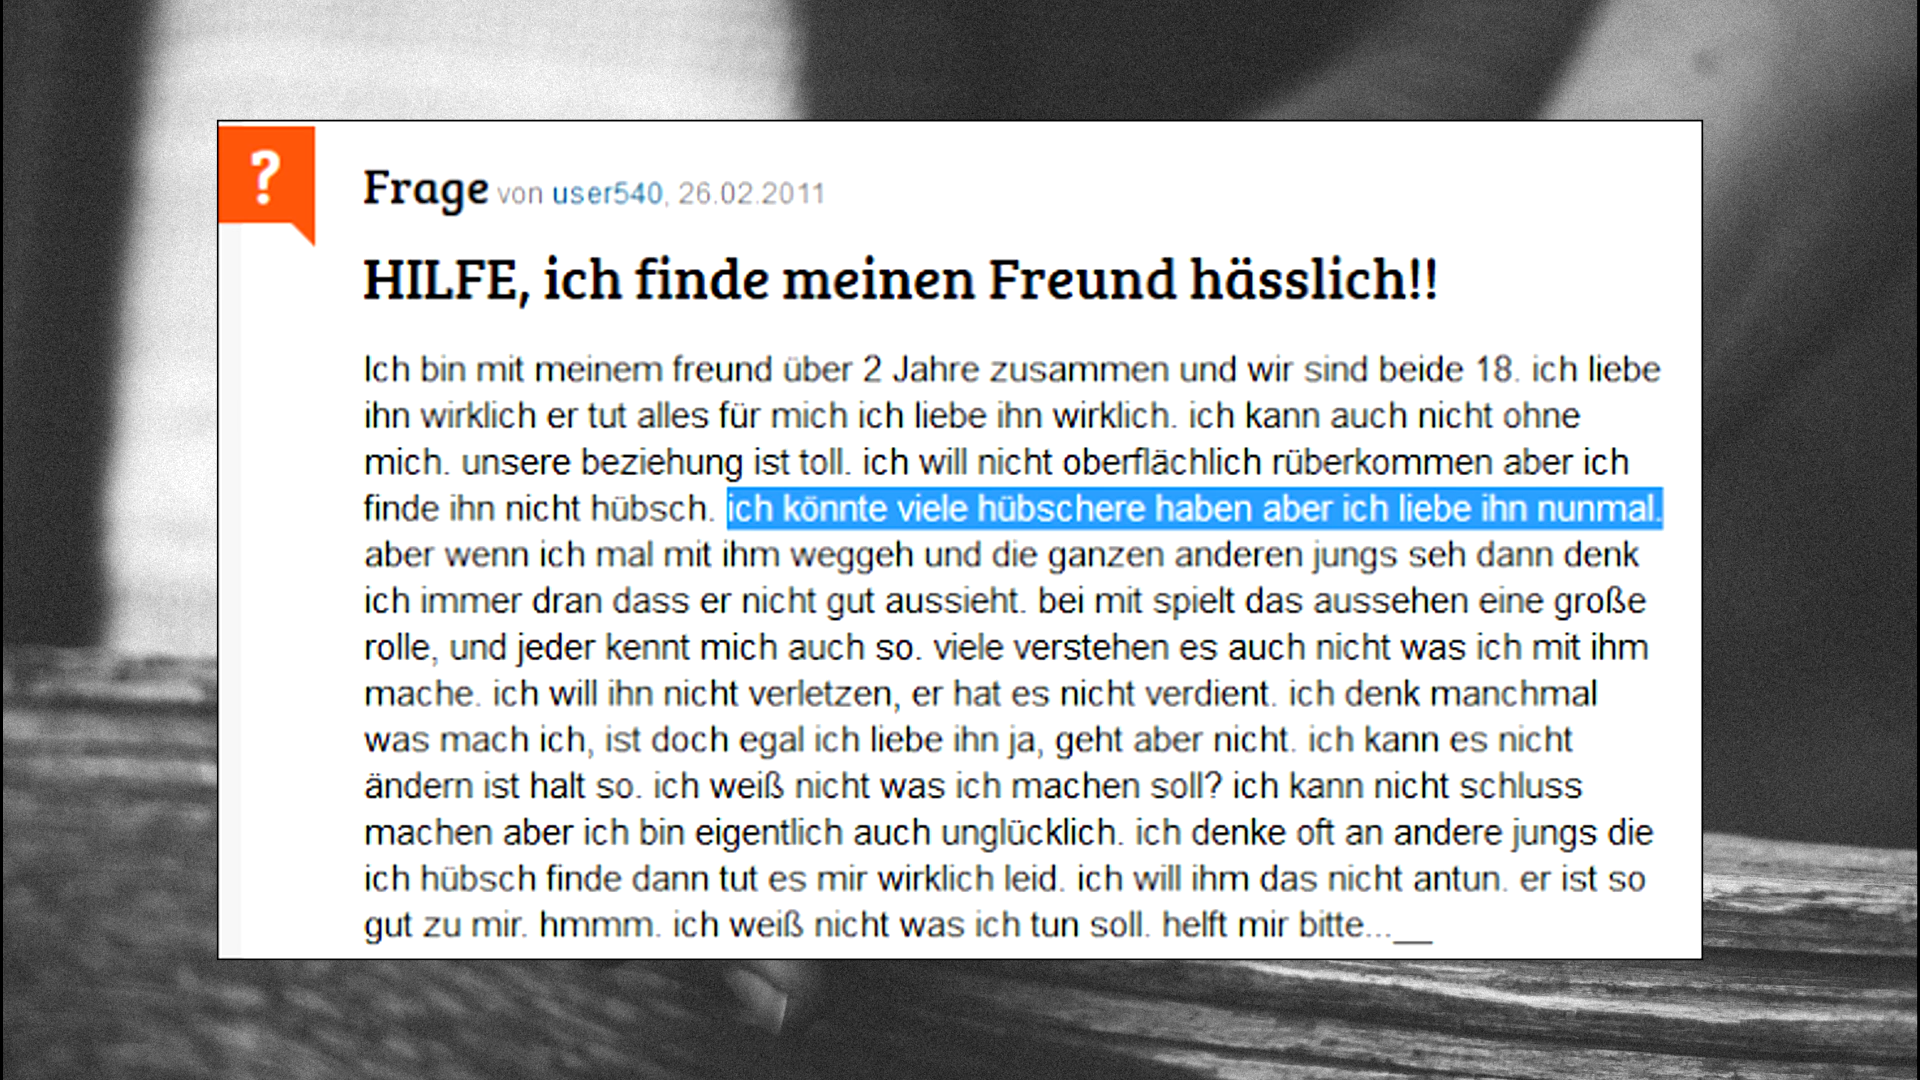 ?
Frage von user540, 26.02.2011
HILFE, ich finde meinen Freund hässlich!!
Ich bin mit meinem freund über 2 Jahre zusammen und wir sind beide 18. ich liebe
ihn wirklich er tut alles für mich ich liebe ihn wirklich. ich kann auch nicht ohne
mich. unsere beziehung ist toll. ich will nicht oberflächlich rüberkommen aber ich
finde ihn nicht hübsch. ich könnte viele hübschere haben aber ich liebe ihn nunmal.
aber wenn ich mal mit ihm weggeh und die ganzen anderen jungs seh dann denk
ich immer dran dass er nicht gut aussieht. bei mit spielt das aussehen eine große
rolle, und jeder kennt mich auch so. viele verstehen es auch nicht was ich mit ihm
mache. ich will ihn nicht verletzen, er hat es nicht verdient. ich denk manchmal
was mach ich, ist doch egal ich liebe ihn ja, geht aber nicht. ich kann es nicht
ändern ist halt so. ich weiß nicht was ich machen soll? ich kann nicht schluss
machen aber ich bin eigentlich auch unglücklich. ich denke oft an andere jungs die
ich hübsch finde dann tut es mir wirklich leid. ich will ihm das nicht antun. er ist so
gut zu mir. hmmm. ich weiß nicht was ich tun soll. helft mir bitte...__